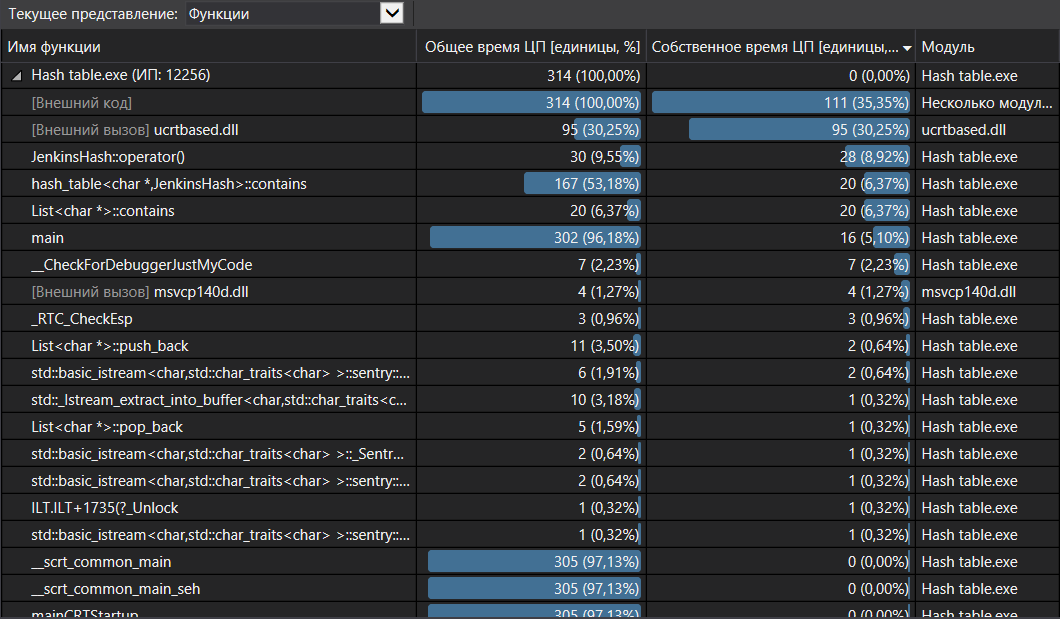 Текущее представление: Функции
Имя функции Общее время ЦП [единицы, %] Собственное время ЦП [единицы,... Модуль
Hash table.exe (ИП: 12256) 314 (100,00%) 0 (0,00%) Hash table.exe
[Внешний код] 314 (100,00%) 111 (35,35%) Несколько модул...
[Внешний вызов] ucrtbased.dll 95 (30,25%) 95 (30,25%) ucrtbased.dll
JenkinsHash::operator() 30 (9,55%) 28 (8,92%) Hash table.exe
hash_table<char *,JenkinsHash>::contains 167 (53,18%) 20 (6,37%) Hash table.exe
List<char *>::contains 20 (6,37%) 20 (6,37%) Hash table.exe
main 302 (96,18%) 16 (5,10%) Hash table.exe
__CheckForDebuggerJustMyCode 7 (2,23%) 7 (2,23%) Hash table.exe
[Внешний вызов] msvcp140d.dll 4 (1,27%) 4 (1,27%) msvcp140d.dll
_RTC_CheckEsp 3 (0,96%) 3 (0,96%) Hash table.exe
List<char *>::push_back 11 (3,50%) 2 (0,64%) Hash table.exe
std::basic_istream<char,std::char_traits<char> >::sentry::... 6 (1,91%) 2 (0,64%) Hash table.exe
std::_Istream_extract_into_buffer<char,std::char_traits<c... 10 (3,18%) 1 (0,32%) Hash table.exe
List<char *>::pop_back 5 (1,59%) 1 (0,32%) Hash table.exe
std::basic_istream<char,std::char_traits<char> >::_Sentr... 2 (0,64%) 1 (0,32%) Hash table.exe
std::basic_istream<char,std::char_traits<char> >::sentry::... 2 (0,64%) 1 (0,32%) Hash table.exe
ILT.ILT+1735(?_Unlock 1 (0,32%) 1 (0,32%) Hash table.exe
std::basic_istream<char,std::char_traits<char> >::sentry::... 1 (0,32%) 1 (0,32%) Hash table.exe
__scrt_common_main 305 (97,13%) 0 (0,00%) Hash table.exe
__scrt_common_main_seh 305 (97,13%) 0 (0,00%) Hash table.exe
mainCRTStartup 305 (97,13%) 0 (0,00%) Hash table.exe